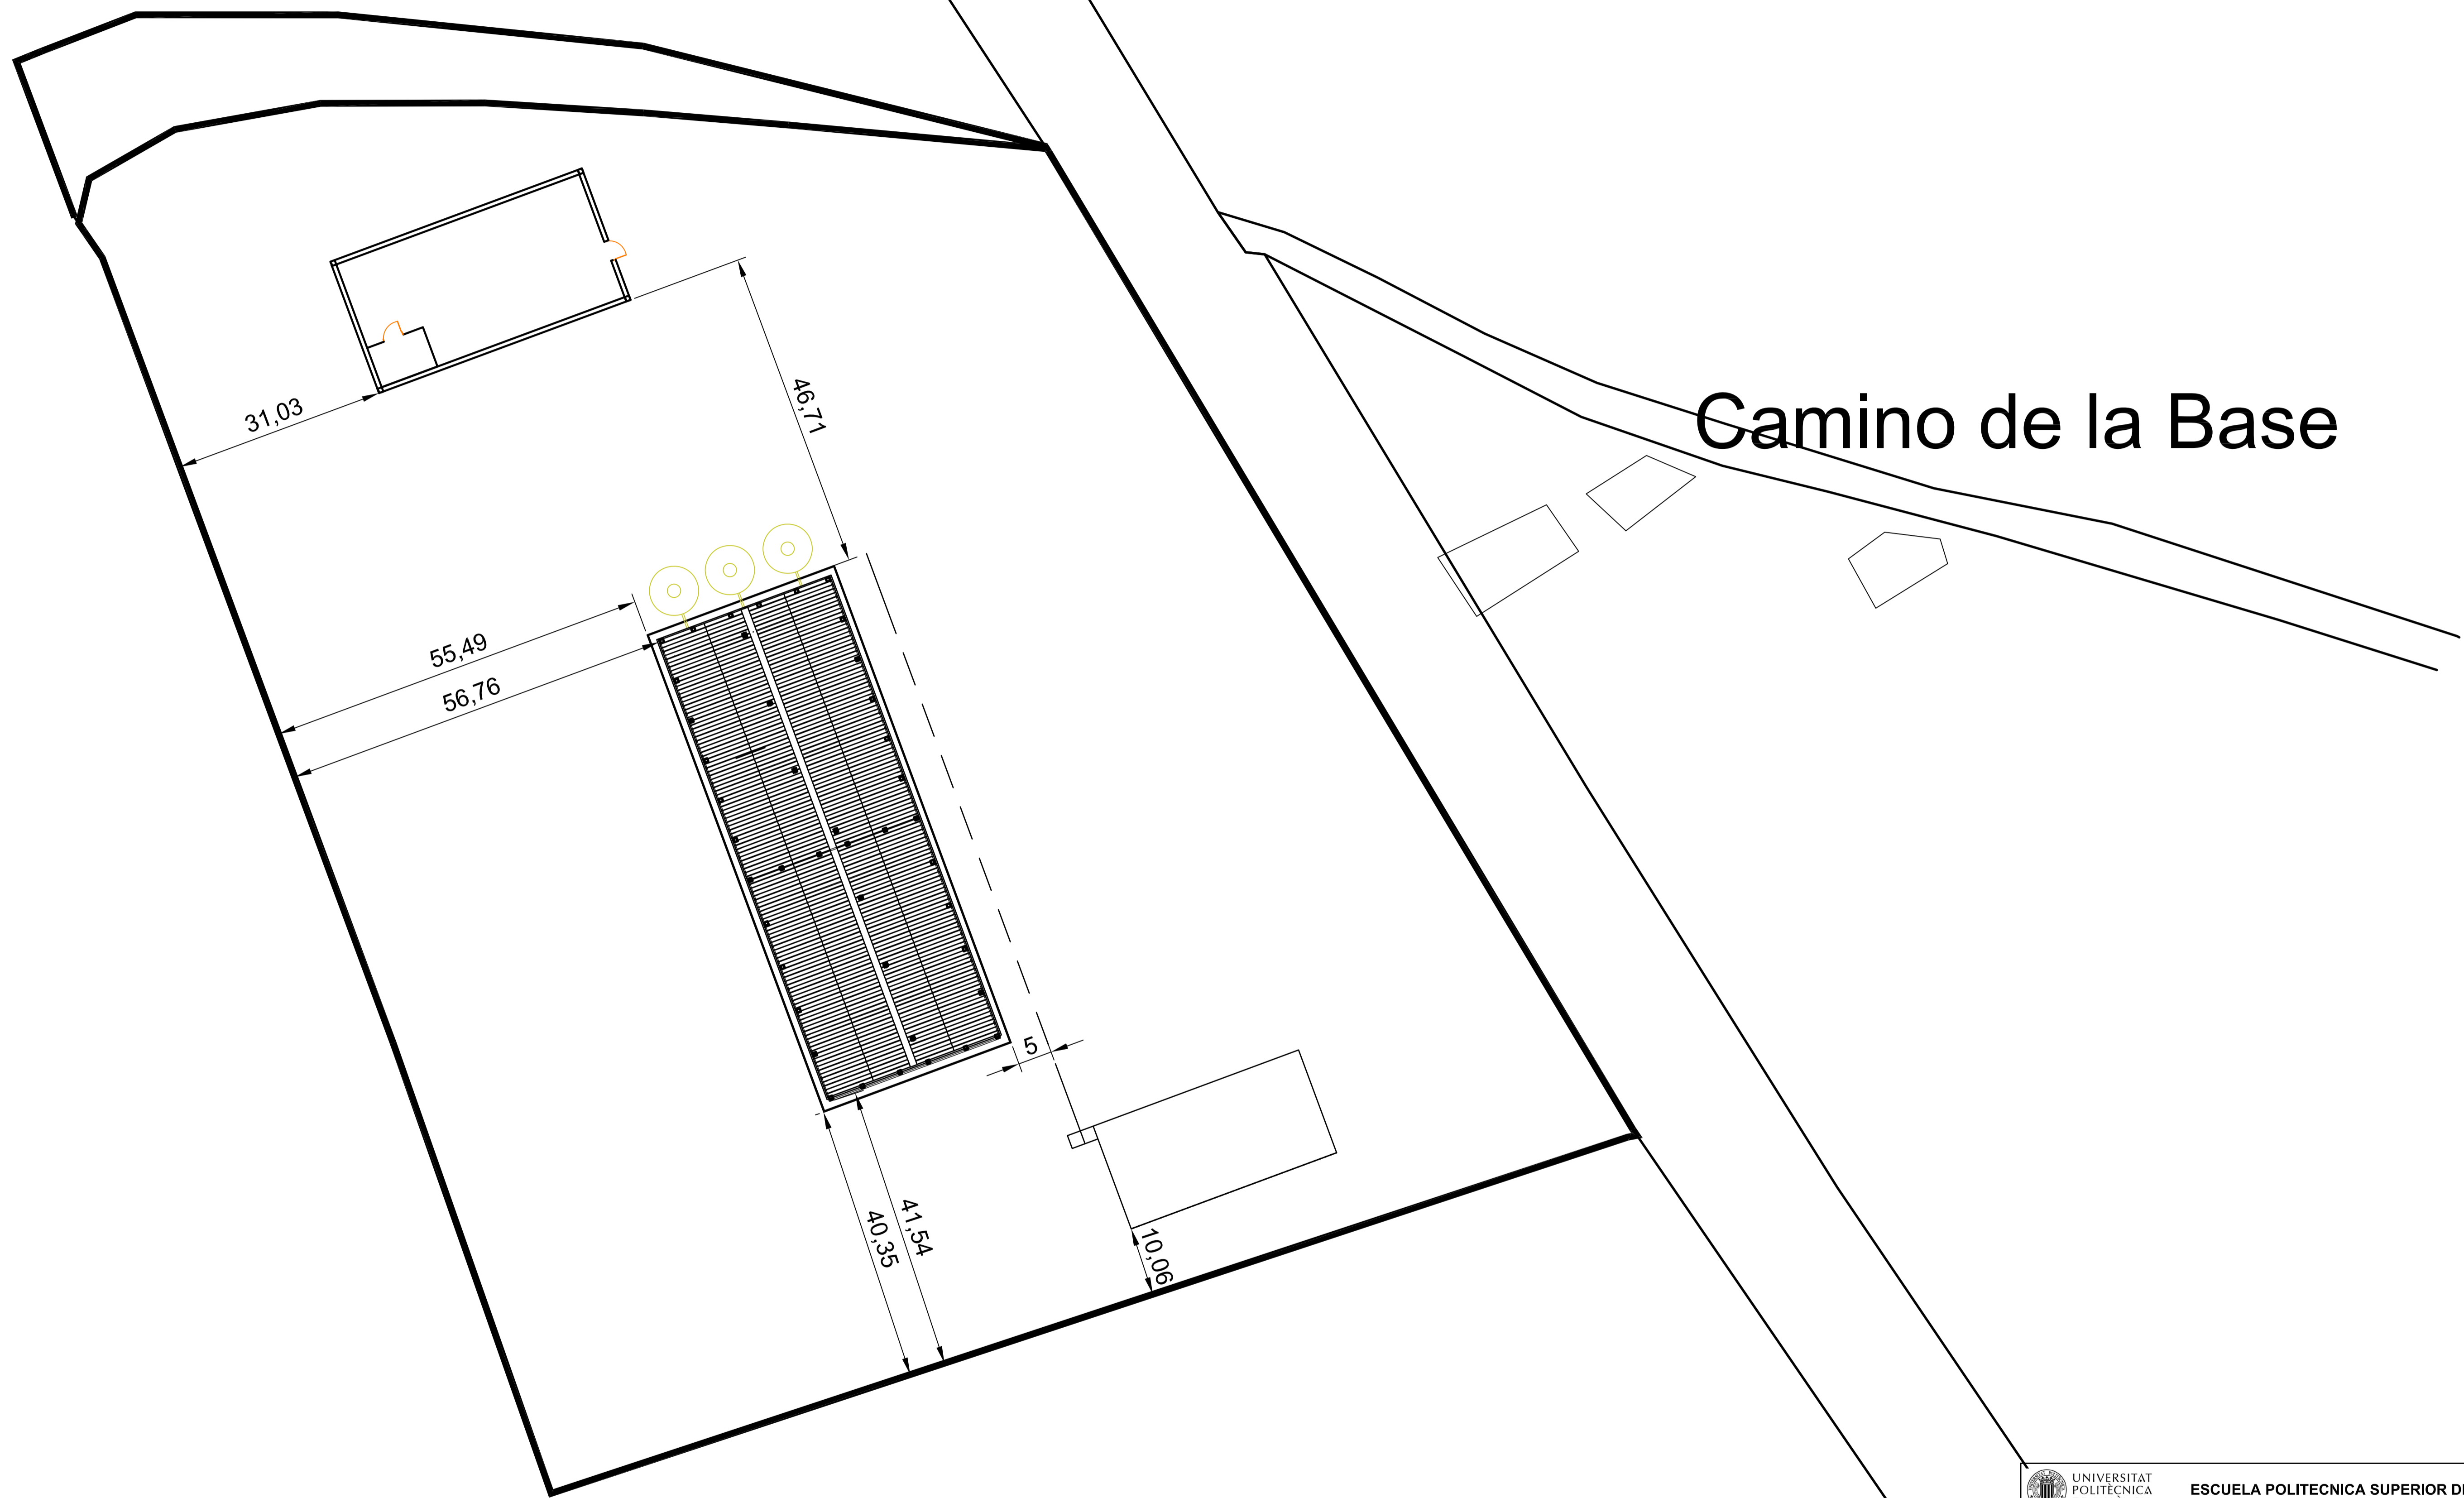 31,03
46,71
Camino de la Base
55,49
56,76
5
41,54
40,35
10,06
UNIVERSITAT
POLITÈCNICA
ESCUELA POLITECNICA SUPERIOR D